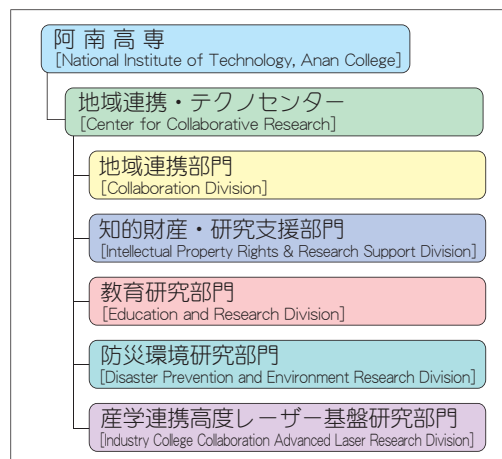 阿南高専
[National Institute of Technology, Anan College]
地域連携・テクノセンター
[Center for Collaborative Research]
地域連携部門
[Collaboration Division]
知的財産・研究支援部門
[Intellectual Property Rights & Research Support Division]
教育研究部門
[Education and Research Division]
防災環境研究部門
[Disaster Prevention and Environment Research Division]
産学連携高度レーザー基盤研究部門
[Industry College Collaboration Advanced Laser Research Division]